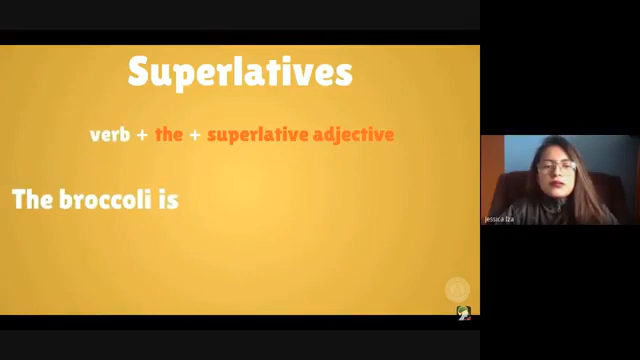 Superlatives
verb + the + superlative adjective
The broccoli is
Jessica Iza